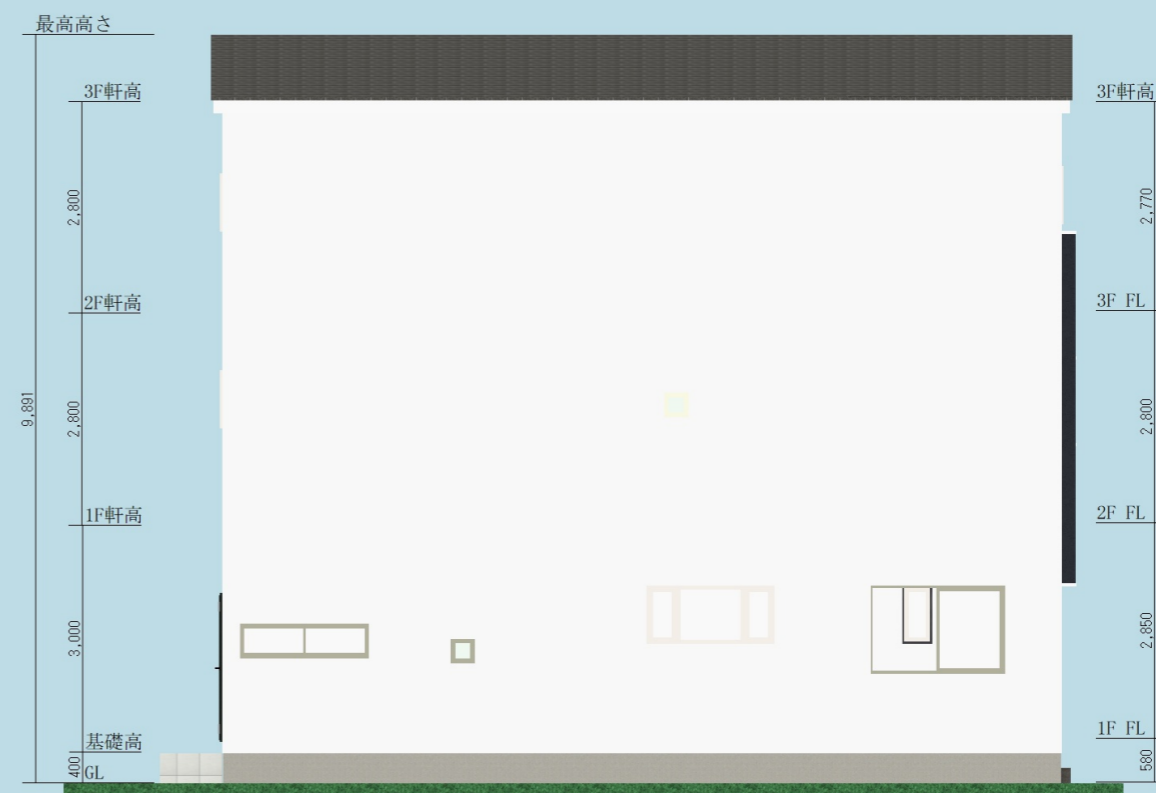 最高高さ
3F軒高
3F軒高
2,800
2,770
2F軒高
3F FL
9,891
2,800
2,800
1F軒高
2F FL
3,000
2,850
基礎高
1F FL
400
GL
580